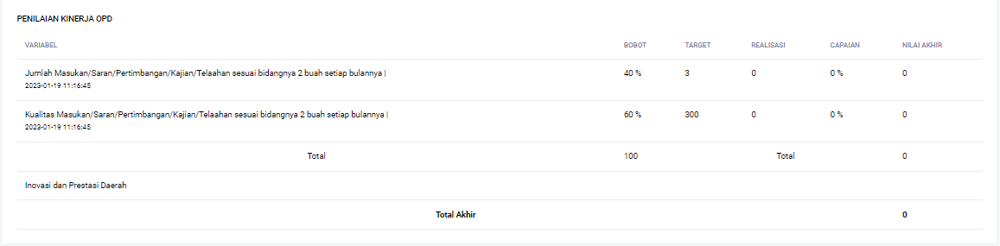 PENILAIAN KINERJA OPD
VARIABEL BOBOT TARGET REALISASI CAPAIAN NILAI AKHIR
Jumlah Masukan/Saran/Pertimbangan/Kajian/Telaahan sesuai bidangnya 2 buah setiap bulannya | 40 % 3 0 0 % 0
2023-01-19 11:16:45
Kualitas Masukan/Saran/Pertimbangan/Kajian/Telaahan sesuai bidangnya 2 buah setiap bulannya | 60 % 300 0 0 % 0
2023-01-19 11:16:45
Total 100 Total 0
Inovasi dan Prestasi Daerah
Total Akhir 0